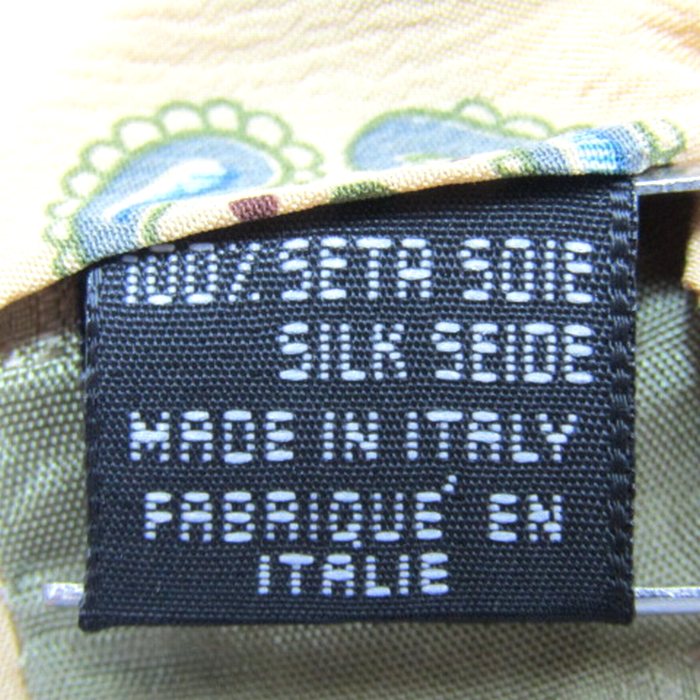 100% SETA SOIE
SILK SEIDE
MADE IN ITALY
FABRIQUÉ EN
ITALIE